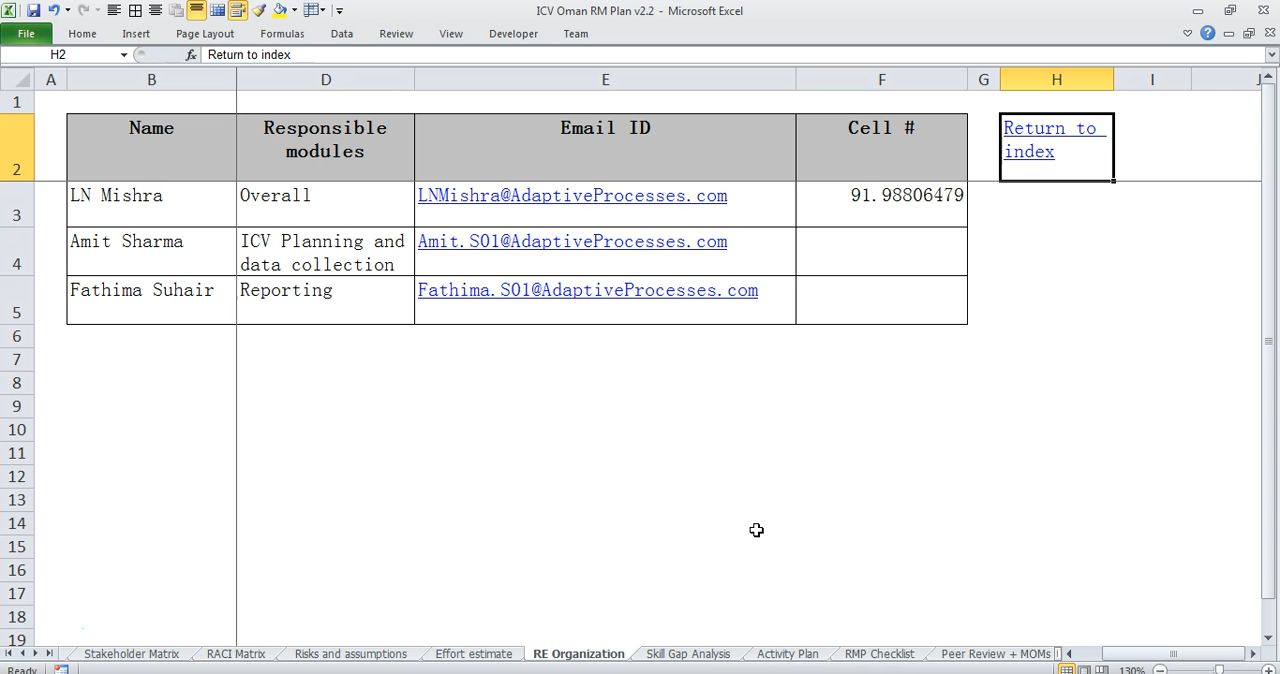 ICV Oman RM Plan v2.2 - Microsoft Excel
File Home Insert Page Layout Formulas Data Review View Developer Team
H2 fx Return to index
A B D E F G H I J
1
2
3
4
5
6
7
8
9
10
11
12
13
14
15
16
17
18
19
Name Responsible modules Email ID Cell # Return to index
LN Mishra Overall LNMishra@AdaptiveProcesses.com 91.98806479
Amit Sharma ICV Planning and data collection Amit.S01@AdaptiveProcesses.com
Fathima Suhair Reporting Fathima.S01@AdaptiveProcesses.com
Stakeholder Matrix RACI Matrix Risks and assumptions Effort estimate RE Organization Skill Gap Analysis Activity Plan RMP Checklist Peer Review + MOMs
Ready 130%